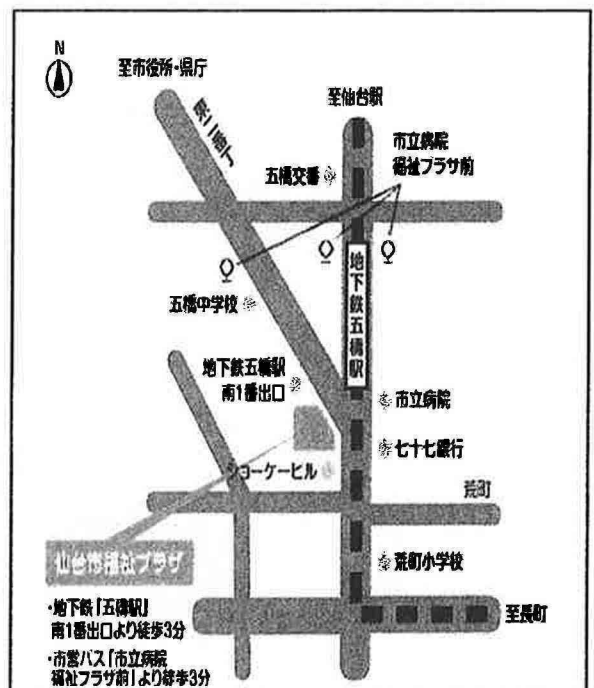 N
至市役所・県庁
東二番丁
至仙台駅
五橋交番
市立病院
福祉プラザ前
地下鉄五橋駅
五橋中学校
地下鉄五橋駅
南1番出口
市立病院
七十七銀行
ショーケービル
荒町
仙台市福祉プラザ
荒町小学校
至長町
・地下鉄「五橋駅」
南1番出口より徒歩3分
・市営バス「市立病院
福祉プラザ前」より徒歩3分